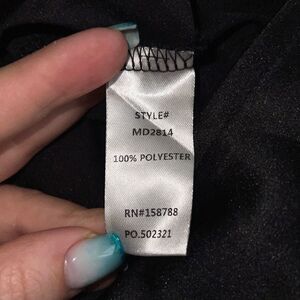 STYLE#
MD2814
100% POLYESTER
RN#158788
PO.502321